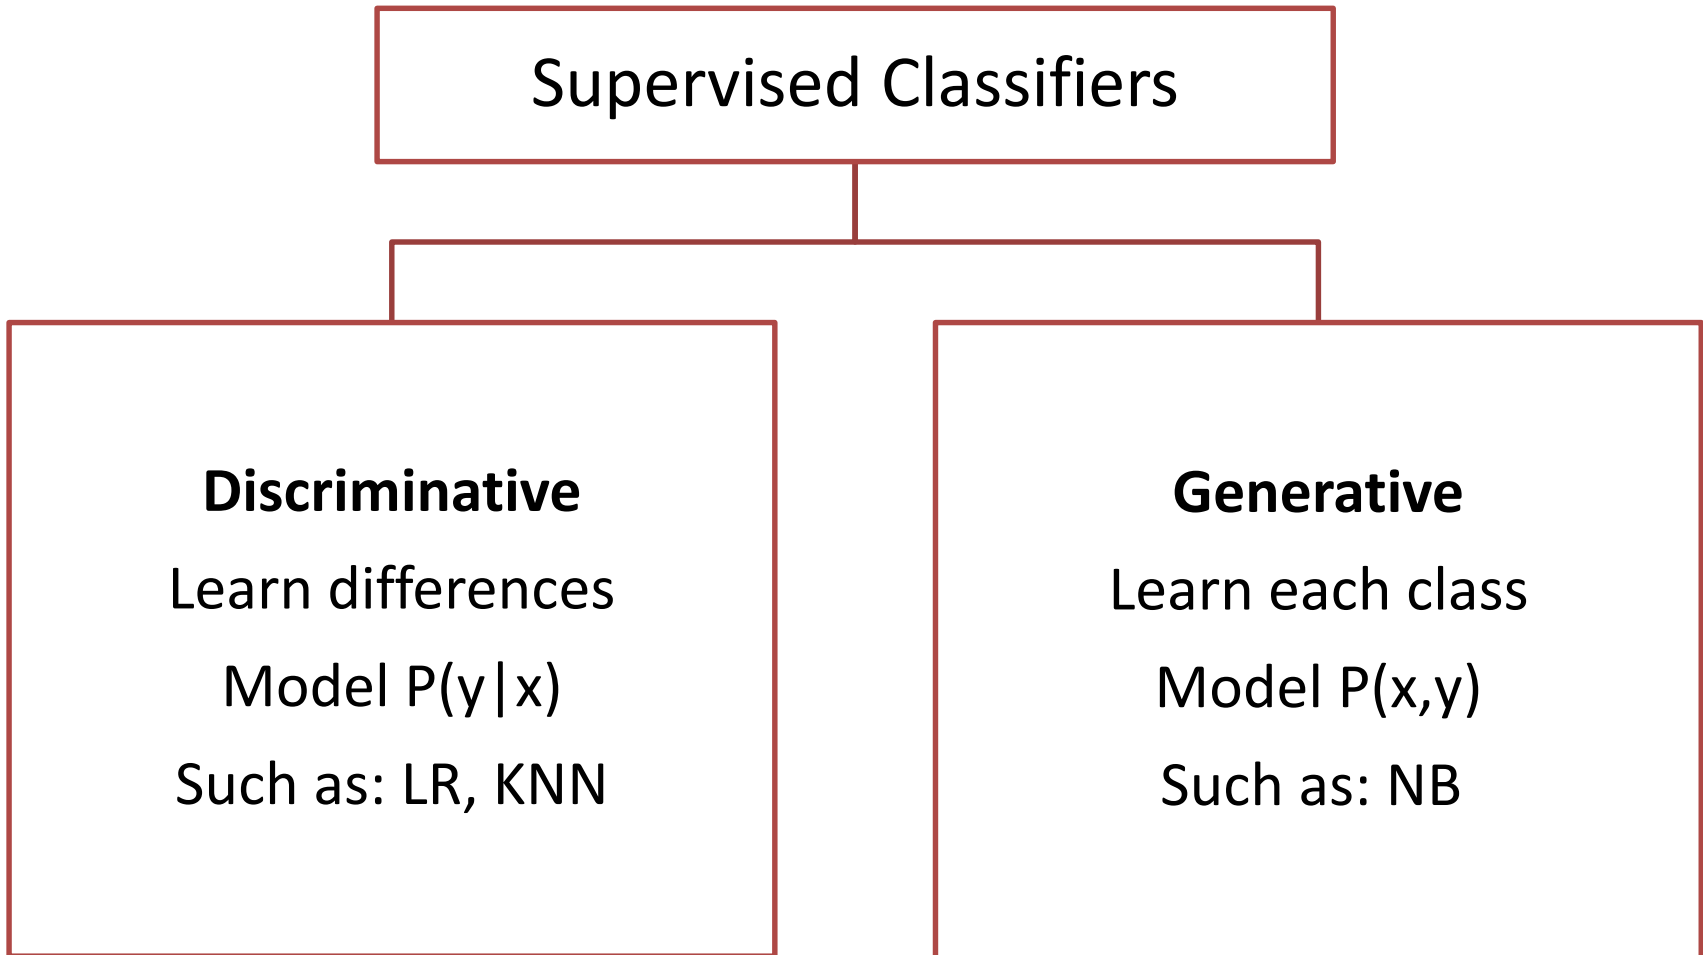 Supervised Classifiers
Discriminative
Learn differences
Model P(y|x)
Such as: LR, KNN
Generative
Learn each class
Model P(x,y)
Such as: NB